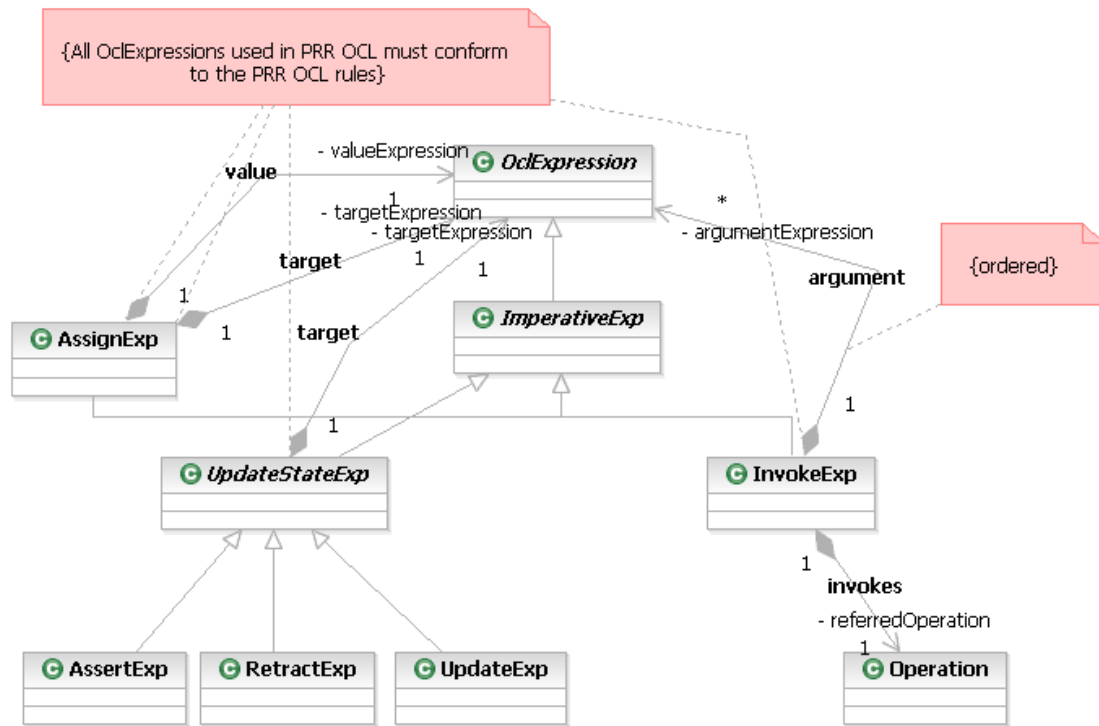 {All OclExpressions used in PRR OCL must conform
to the PRR OCL rules}
- valueExpression
value
1
C OclExpression
- targetExpression
- targetExpression
*
- argumentExpression
{ordered}
target
1
1
argument
1
1
C AssignExp
C ImperativeExp
target
1
1
C UpdateStateExp
C InvokeExp
1
invokes
- referredOperation
1
C AssertExp
C RetractExp
C UpdateExp
C Operation